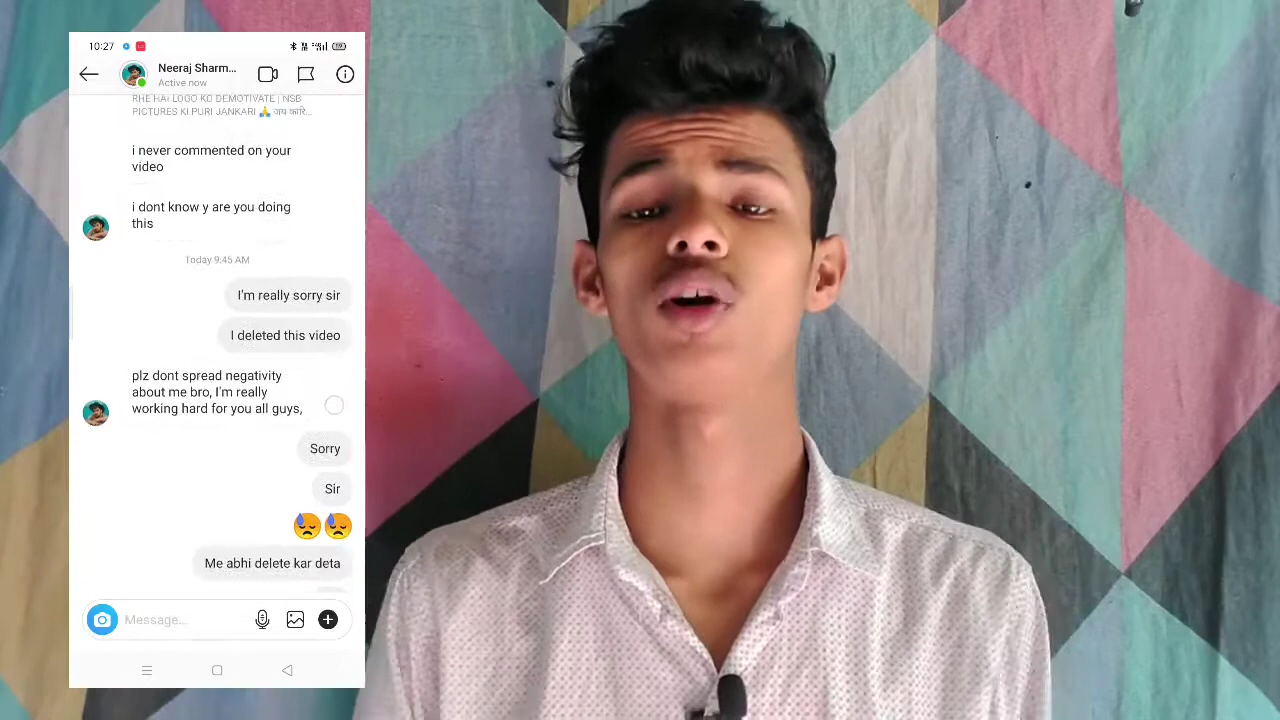 10:27
Neeraj Sharm...
Active now
RHE HAI LOGO KO DEMOTIVATE | NSB
PICTURES KI PURI JANKARI 🙏 जय
i never commented on your
video
i dont know y are you doing
this
Today 9:45 AM
I'm really sorry sir
I deleted this video
plz dont spread negativity
about me bro, I'm really
working hard for you all guys,
Sorry
Sir
😓😓
Me abhi delete kar deta
Message...